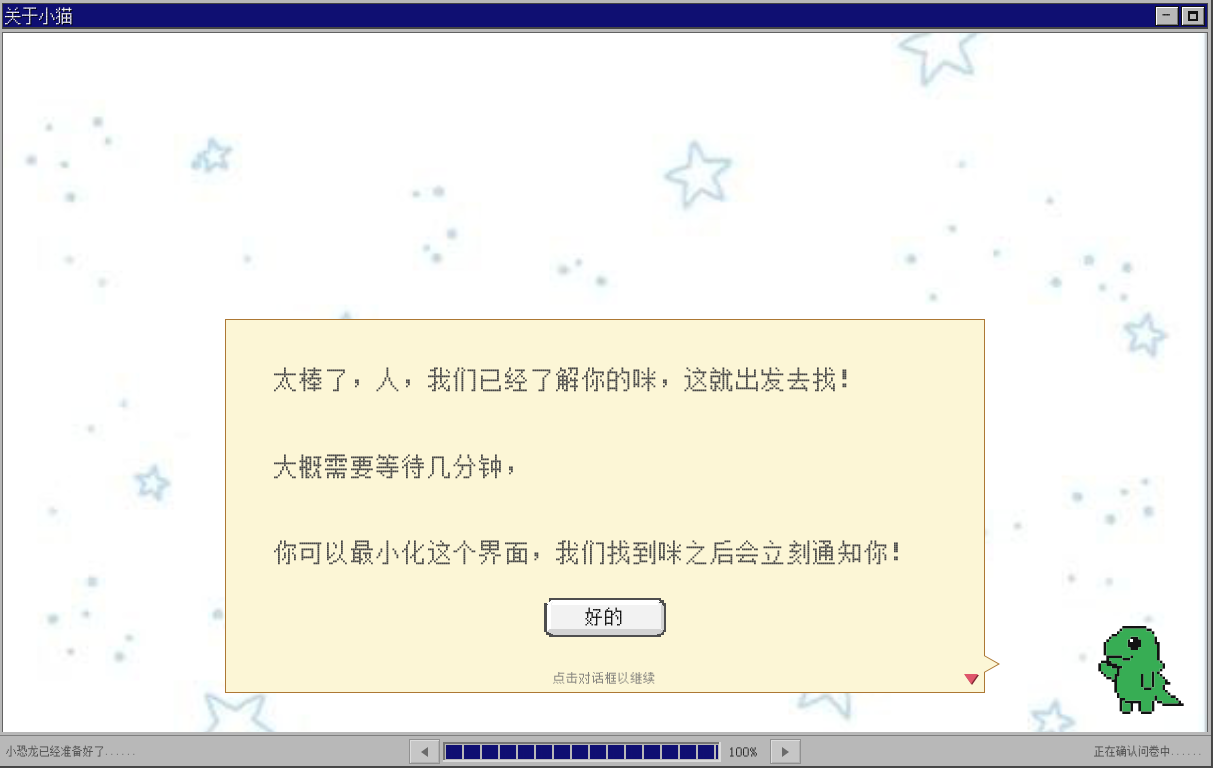 关于小猫
太棒了，人，我们已经了解你的咪，这就出发去找！
大概需要等待几分钟，
你可以最小化这个界面，我们找到咪之后会立刻通知你！
好的
点击对话框以继续
小恐龙已经准备好了......
100%
正在确认问卷中......